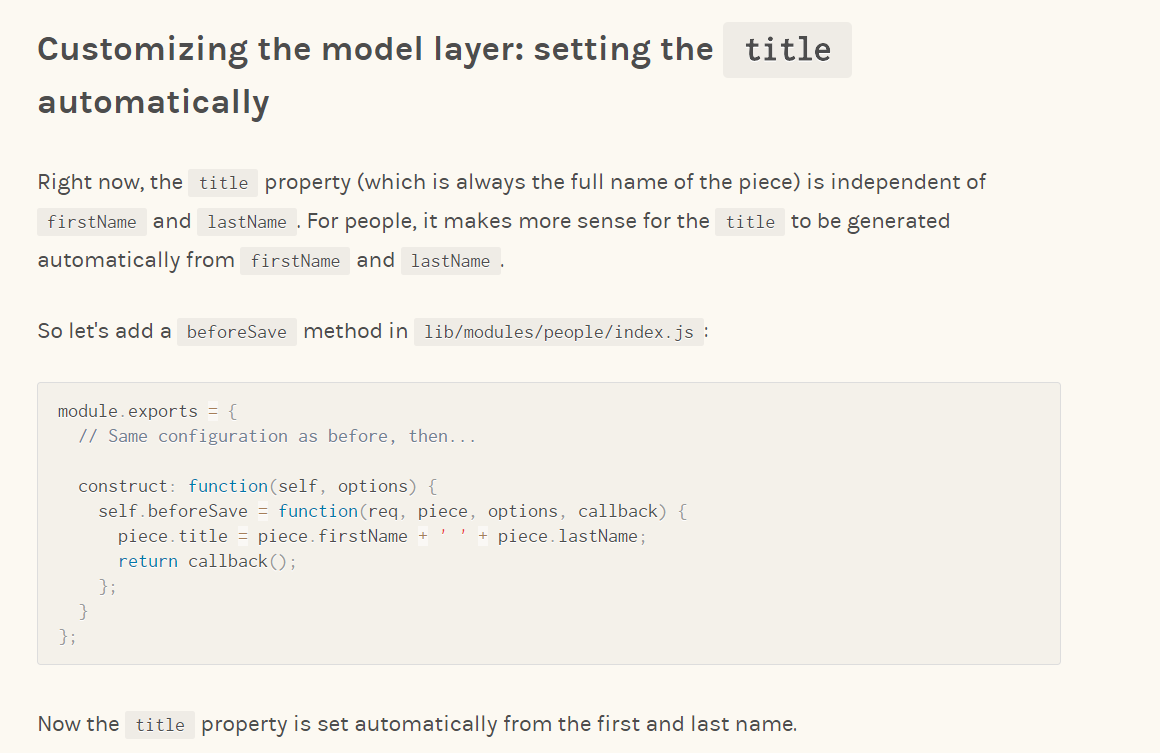 Customizing the model layer: setting the title
automatically
Right now, the title property (which is always the full name of the piece) is independent of
firstName and lastName. For people, it makes more sense for the title to be generated
automatically from firstName and lastName.
So let's add a beforeSave method in lib/modules/people/index.js:
module.exports = {
  // Same configuration as before, then...
  construct: function(self, options) {
    self.beforeSave = function(req, piece, options, callback) {
      piece.title = piece.firstName + ' ' + piece.lastName;
      return callback();
    };
  }
};
Now the title property is set automatically from the first and last name.